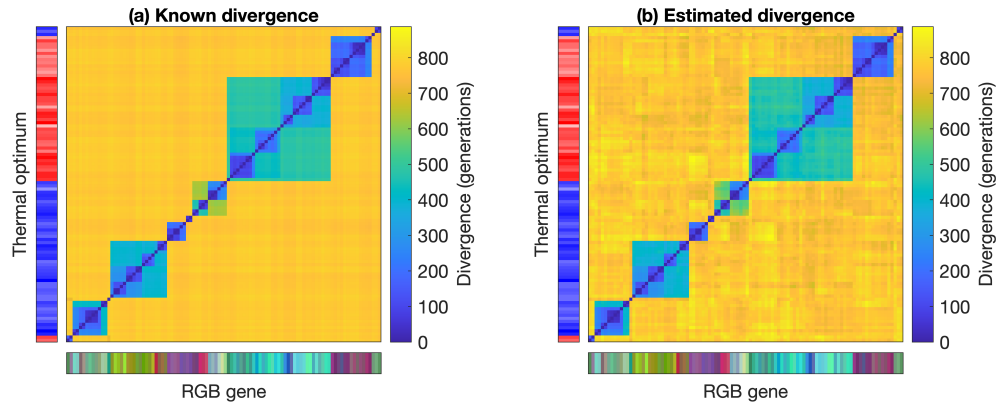 (a) Known divergence
Thermal optimum
RGB gene
800
700
600
500
400
300
200
100
0
Divergence (generations)
(b) Estimated divergence
Thermal optimum
RGB gene
800
700
600
500
400
300
200
100
0
Divergence (generations)